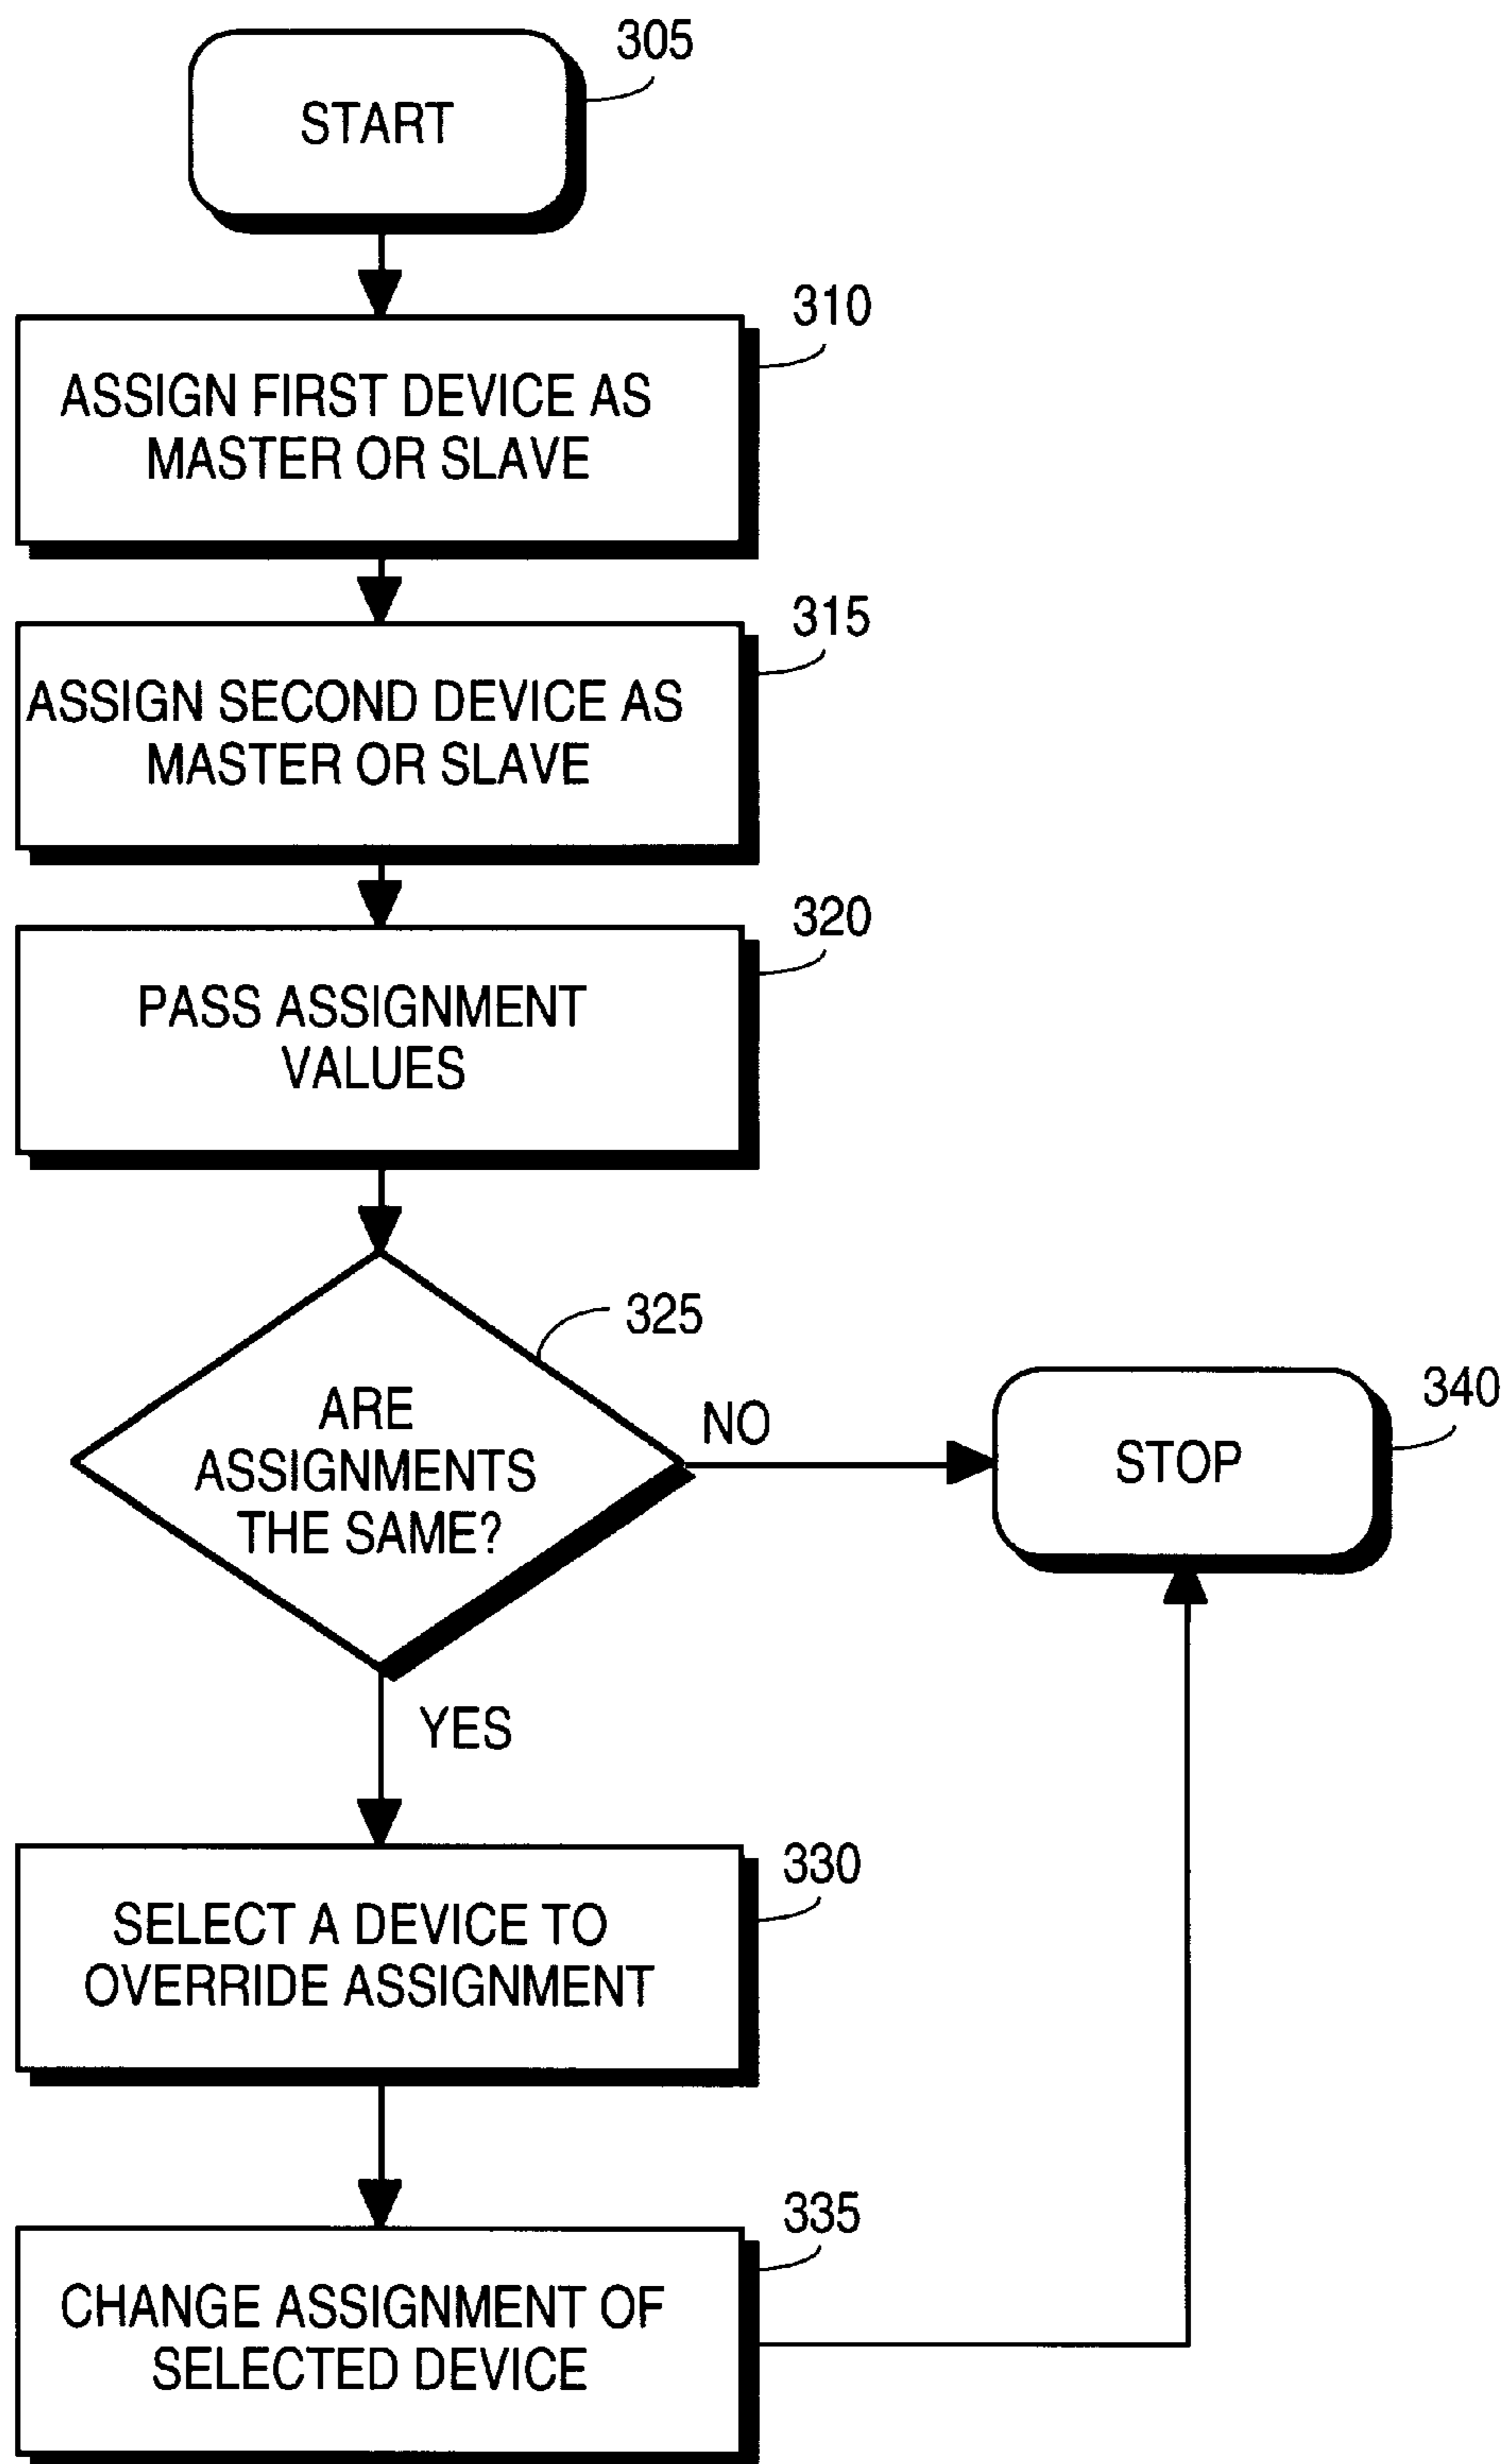 305
START
310
ASSIGN FIRST DEVICE AS
MASTER OR SLAVE
315
ASSIGN SECOND DEVICE AS
MASTER OR SLAVE
320
PASS ASSIGNMENT
VALUES
325
ARE
ASSIGNMENTS
THE SAME?
NO
340
STOP
YES
330
SELECT A DEVICE TO
OVERRIDE ASSIGNMENT
335
CHANGE ASSIGNMENT OF
SELECTED DEVICE